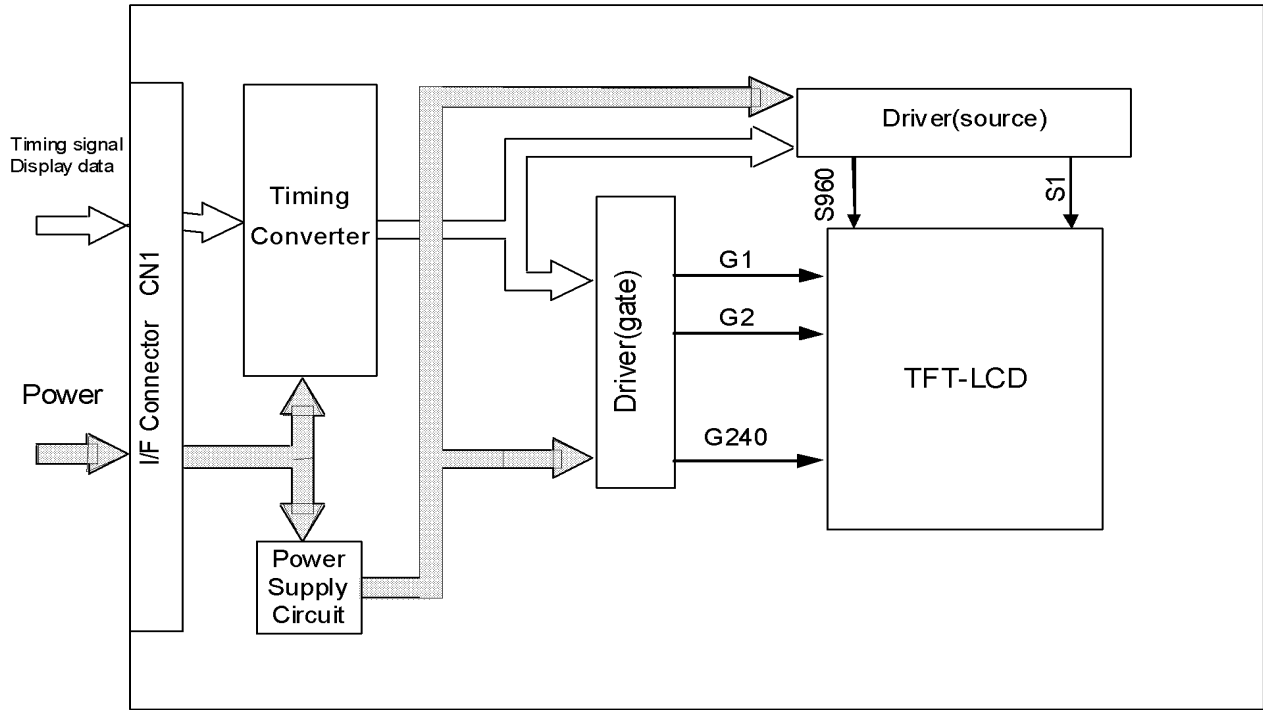 Timing signal
Display data
Power
I/F Connector CN1
Timing
Converter
Power
Supply
Circuit
Driver(source)
S960
S1
Driver(gate)
G1
G2
G240
TFT-LCD